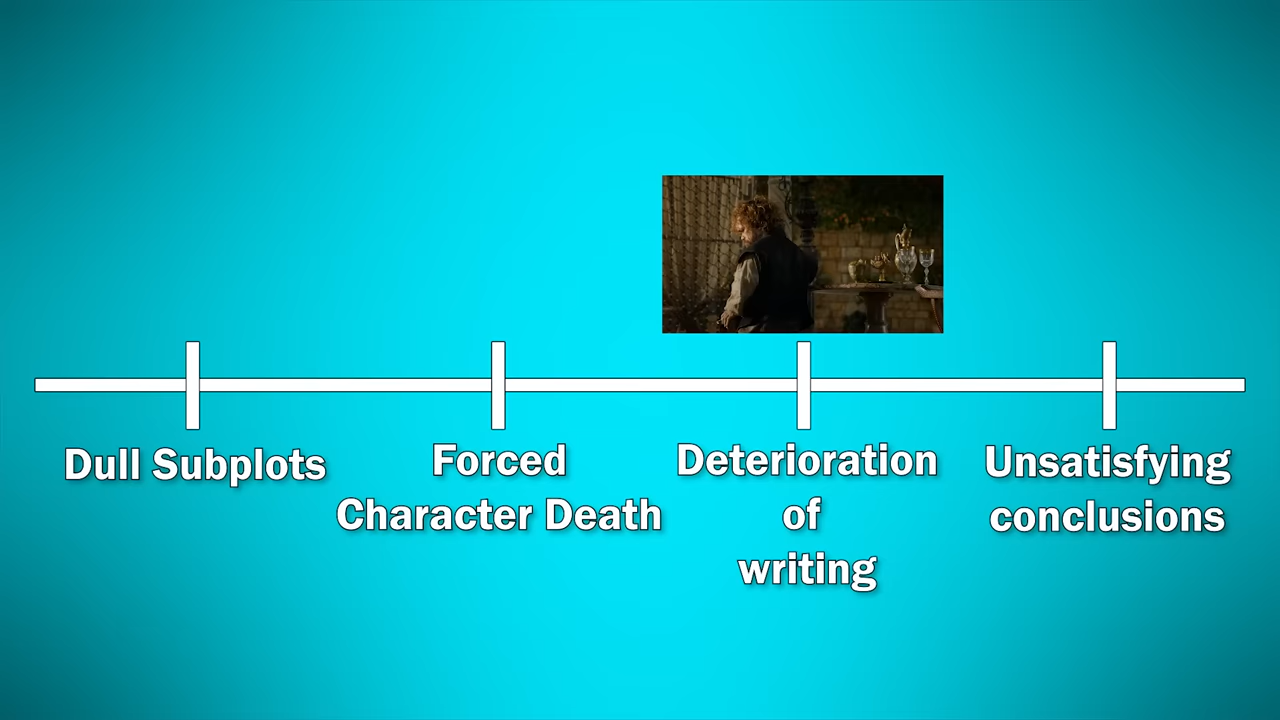 Dull Subplots
Forced
Character Death
Deterioration
of
writing
Unsatisfying
conclusions